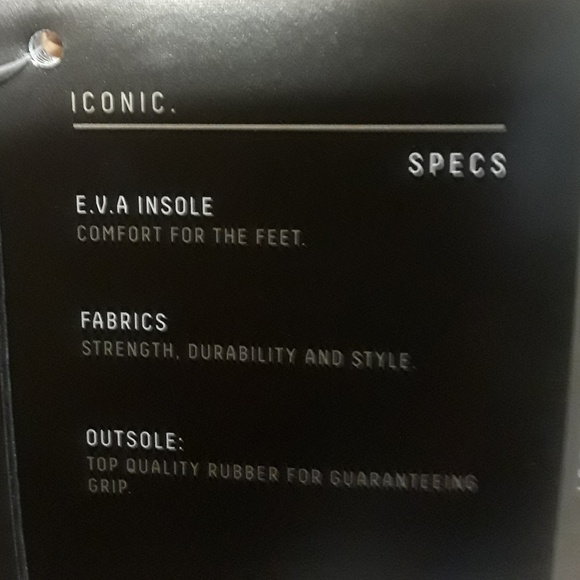 ICONIC.
SPECS
E.V.A INSOLE
COMFORT FOR THE FEET.
FABRICS
STRENGTH, DURABILITY AND STYLE.
OUTSOLE:
TOP QUALITY RUBBER FOR GUARANTEEING
GRIP.